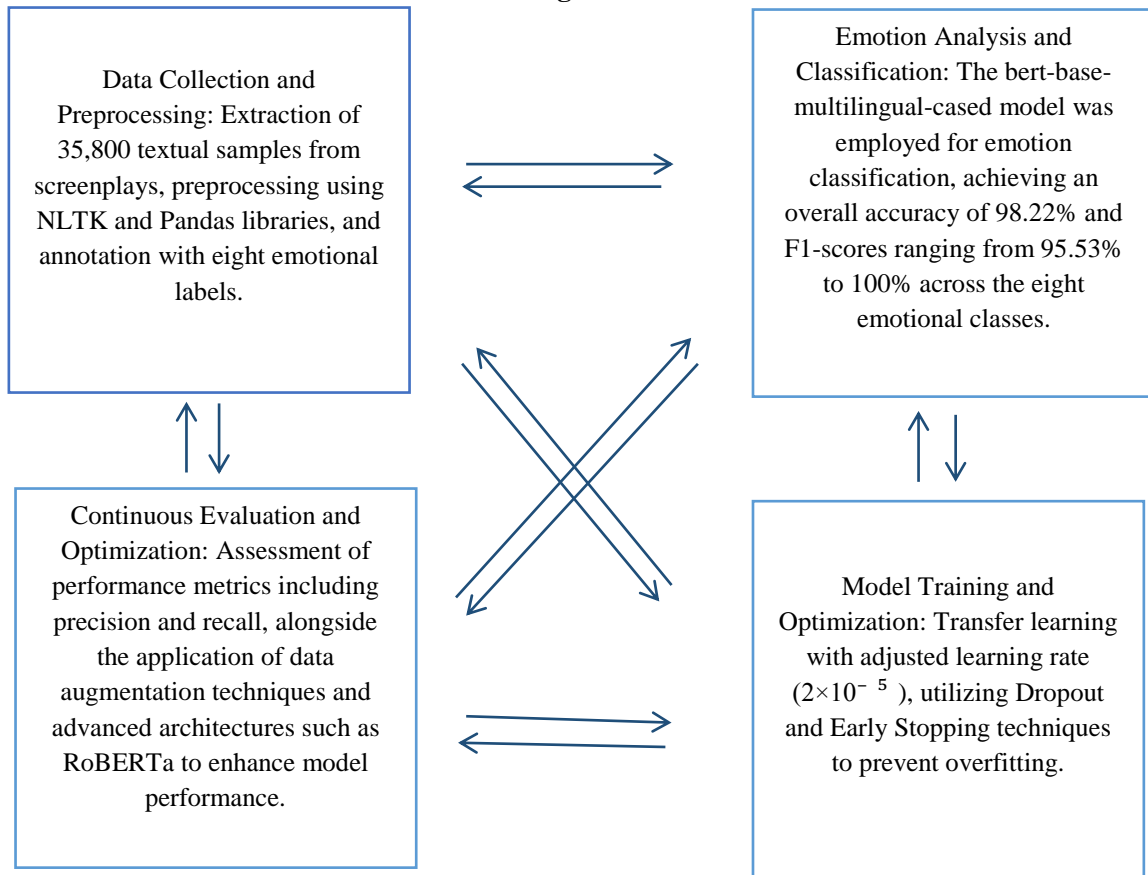 Data Collection and
Preprocessing: Extraction of
35,800 textual samples from
screenplays, preprocessing using
NLTK and Pandas libraries, and
annotation with eight emotional
labels.
Emotion Analysis and
Classification: The bert-base-
multilingual-cased model was
employed for emotion
classification, achieving an
overall accuracy of 98.22% and
F1-scores ranging from 95.53%
to 100% across the eight
emotional classes.
Continuous Evaluation and
Optimization: Assessment of
performance metrics including
precision and recall, alongside
the application of data
augmentation techniques and
advanced architectures such as
RoBERTa to enhance model
performance.
Model Training and
Optimization: Transfer learning
with adjusted learning rate
(2×10⁻ ⁵ ), utilizing Dropout
and Early Stopping techniques
to prevent overfitting.